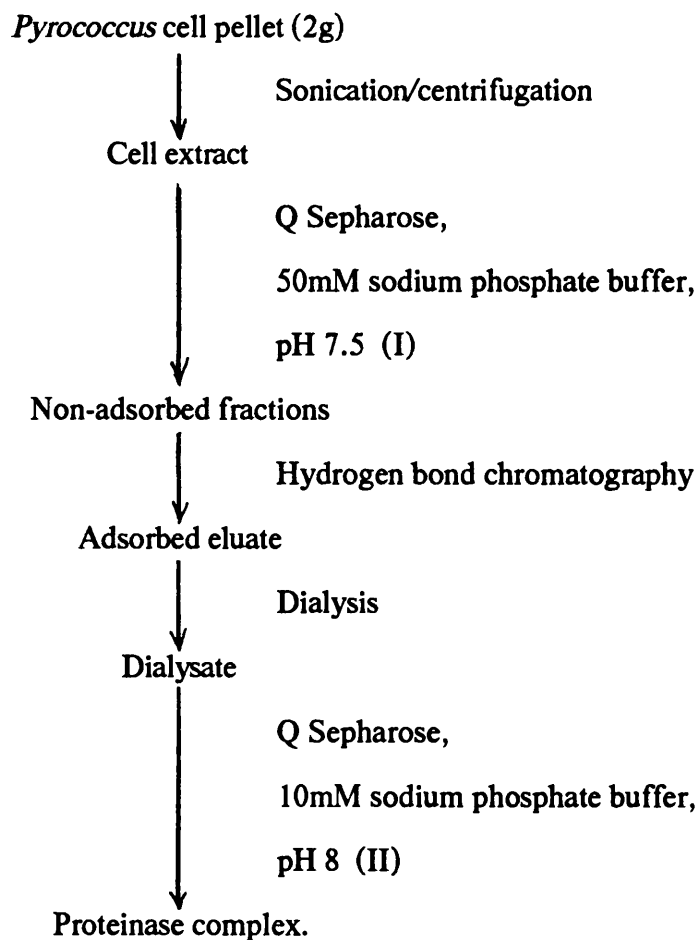 Pyrococcus cell pellet (2g)
Sonication/centrifugation
Cell extract
Q Sepharose,
50mM sodium phosphate buffer,
pH 7.5 (I)
Non-adsorbed fractions
Hydrogen bond chromatography
Adsorbed eluate
Dialysis
Dialysate
Q Sepharose,
10mM sodium phosphate buffer,
pH 8 (II)
Proteinase complex.